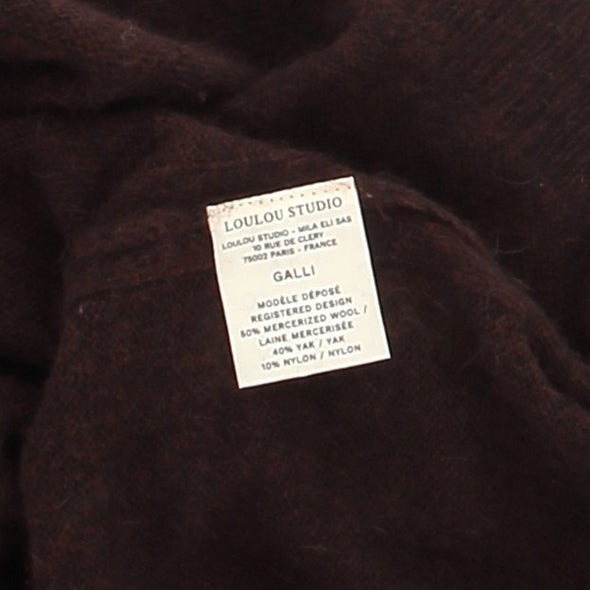 LOULOU STUDIO
LOULOU STUDIO - MILA ELI SAS
10 RUE DE CLERY
75002 PARIS - FRANCE
GALLI
MODÈLE DÉPOSÉ
REGISTERED DESIGN
50% MERCERIZED WOOL /
LAINE MERCERISÉE
40% YAK / YAK
10% NYLON / NYLON